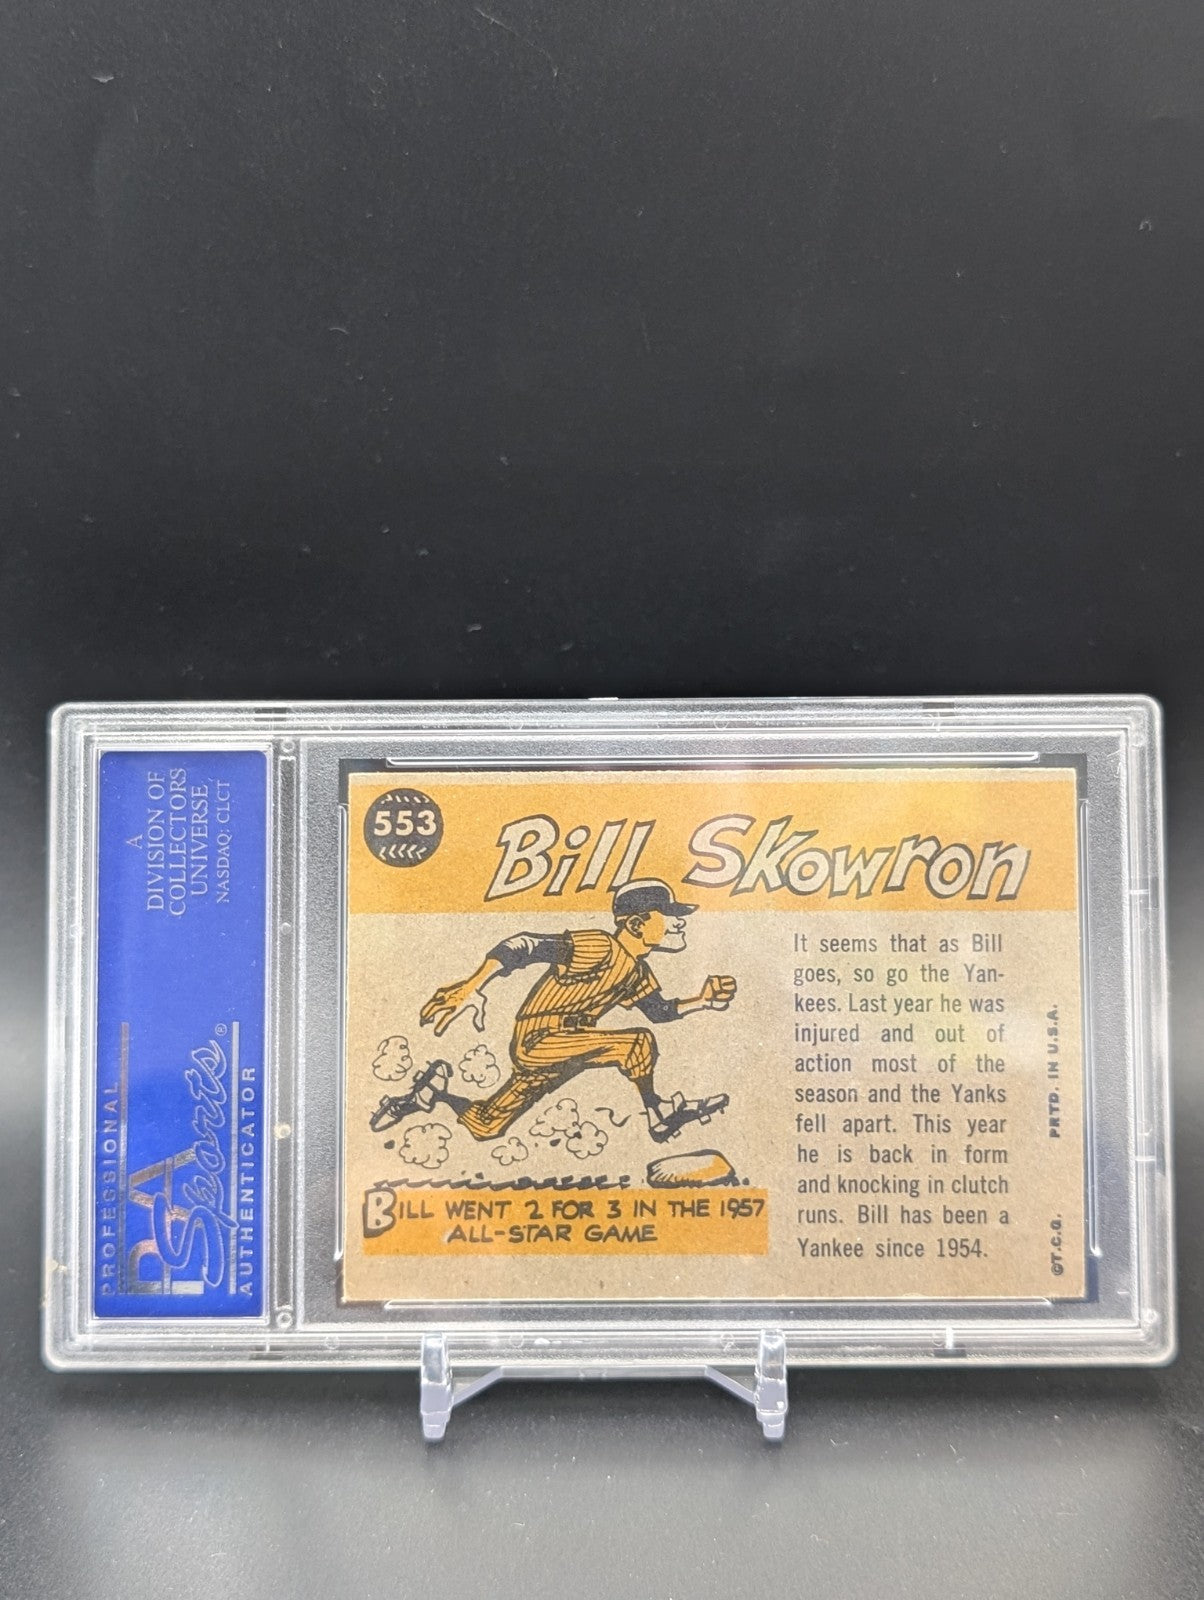 A
DIVISION OF
COLLECTORS
UNIVERSE
NASDAQ: CLCT
PROFESSIONAL
PSA
Sports®
AUTHENTICATOR
553
Bill Skowron
It seems that as Bill
goes, so go the Yan-
kees. Last year he was
injured and out of
action most of the
season and the Yanks
fell apart. This year
he is back in form
and knocking in clutch
runs. Bill has been a
Yankee since 1954.
BILL WENT 2 FOR 3 IN THE 1957
ALL-STAR GAME
©T.C.G. PRTD. IN U.S.A.